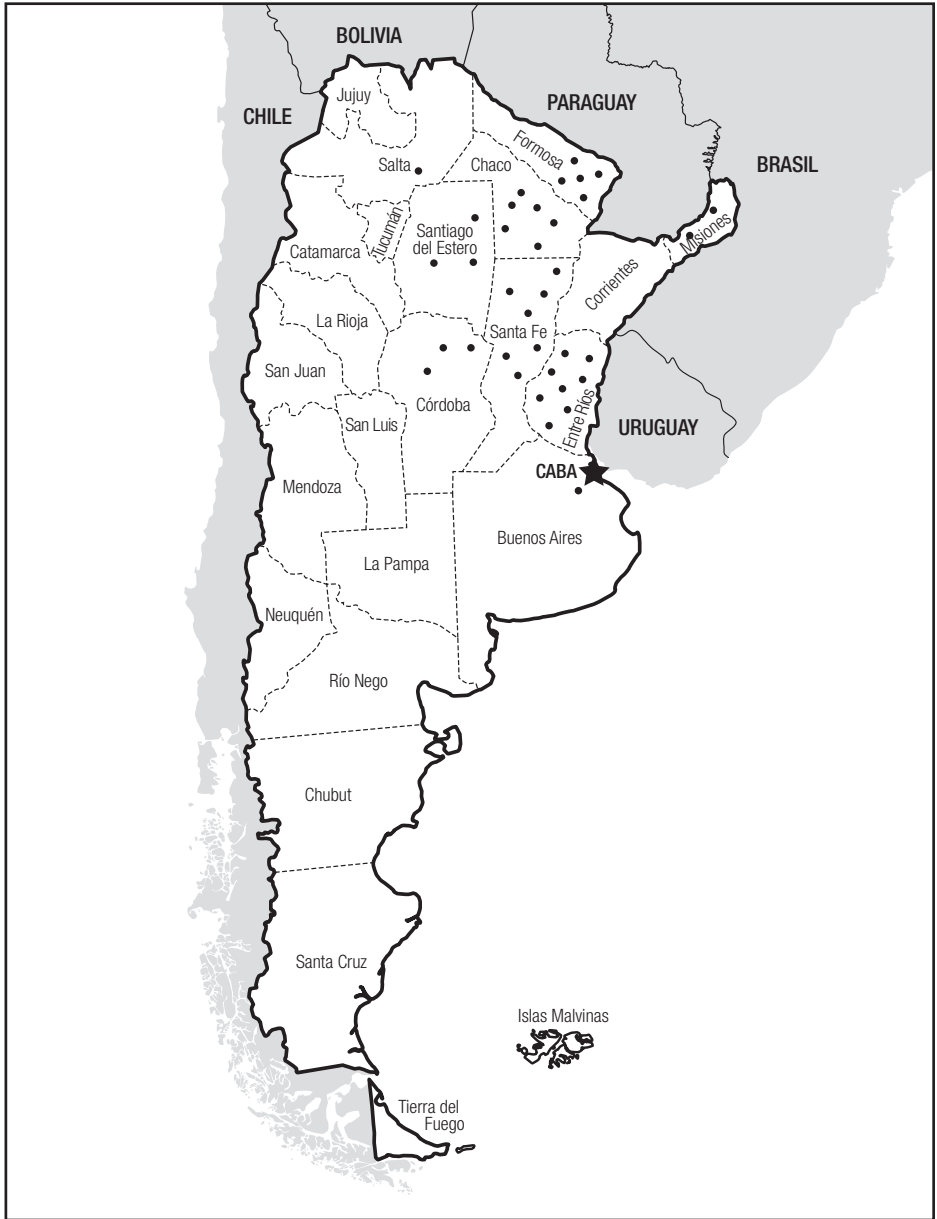 BOLIVIA
Jujuy
PARAGUAY
CHILE
Formosa
Salta
Chaco
BRASIL
Tucumán
Santiago
del Estero
Misiones
Catamarca
Corrientes
La Rioja
Santa Fe
San Juan
Córdoba
San Luis
Entre Ríos
URUGUAY
CABA
Mendoza
Buenos Aires
La Pampa
Neuquén
Río Nego
Chubut
Santa Cruz
Islas Malvinas
Tierra del
Fuego